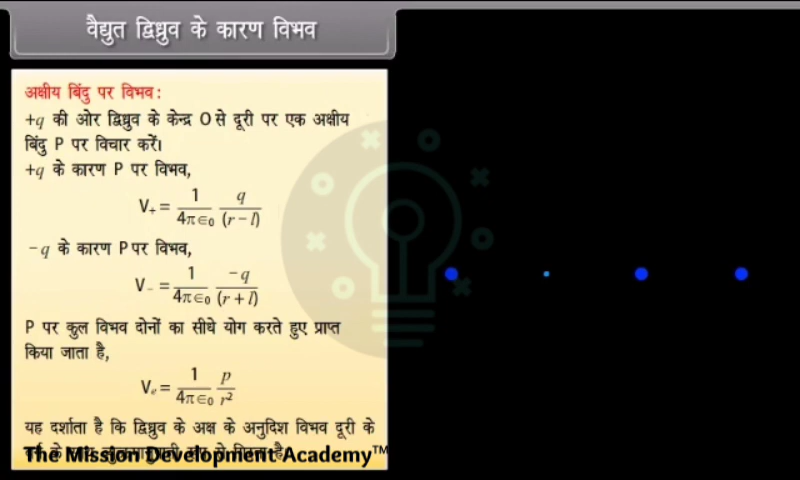 वैद्युत द्विध्रुव के कारण विभव
अक्षीय बिंदु पर विभव:
+q की ओर द्विध्रुव के केन्द्र O से दूरी पर एक अक्षीय
बिंदु P पर विचार करें।
+q के कारण P पर विभव,
V₊ = 1/4π∈₀ q/(r − l)
−q के कारण P पर विभव,
V₋ = 1/4π∈₀ −q/(r + l)
P पर कुल विभव दोनों का सीधे योग करते हुए प्राप्त
किया जाता है,
Vₑ = 1/4π∈₀ p/r²
यह दर्शाता है कि द्विध्रुव के अक्ष के अनुदिश विभव दूरी के
The Mission Development Academy™